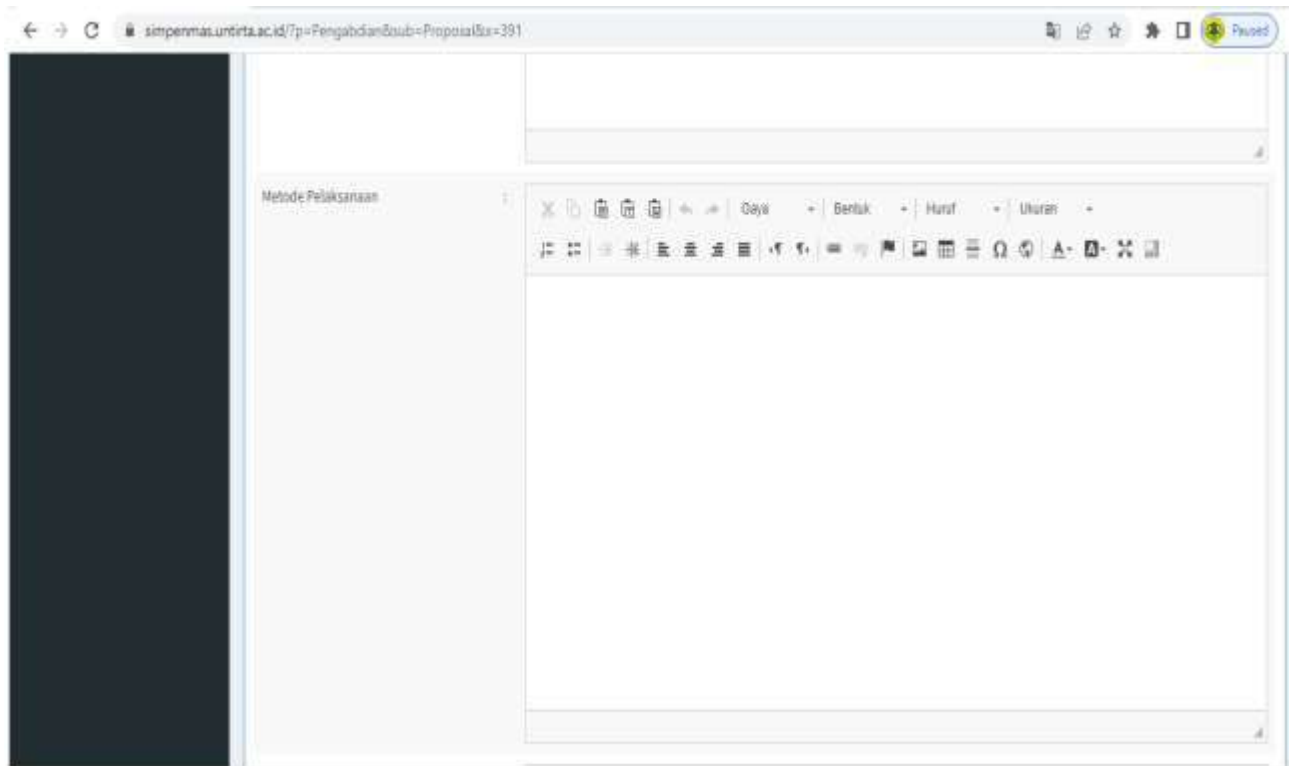 simpenmas.untirta.ac.id/?p=Pengabdian&sub=Proposal&x=391
Paused
Metode Pelaksanaan :
Gaya Bentuk Huruf Ukuran